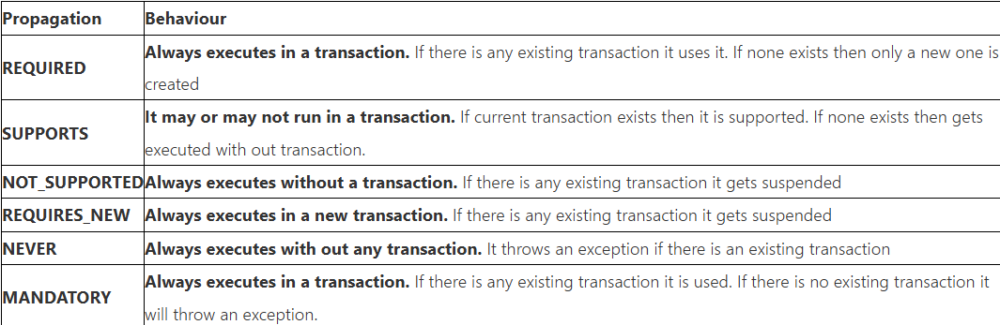 Propagation Behaviour
REQUIRED Always executes in a transaction. If there is any existing transaction it uses it. If none exists then only a new one is
created
SUPPORTS It may or may not run in a transaction. If current transaction exists then it is supported. If none exists then gets
executed with out transaction.
NOT_SUPPORTED Always executes without a transaction. If there is any existing transaction it gets suspended
REQUIRES_NEW Always executes in a new transaction. If there is any existing transaction it gets suspended
NEVER Always executes with out any transaction. It throws an exception if there is an existing transaction
MANDATORY Always executes in a transaction. If there is any existing transaction it is used. If there is no existing transaction it
will throw an exception.